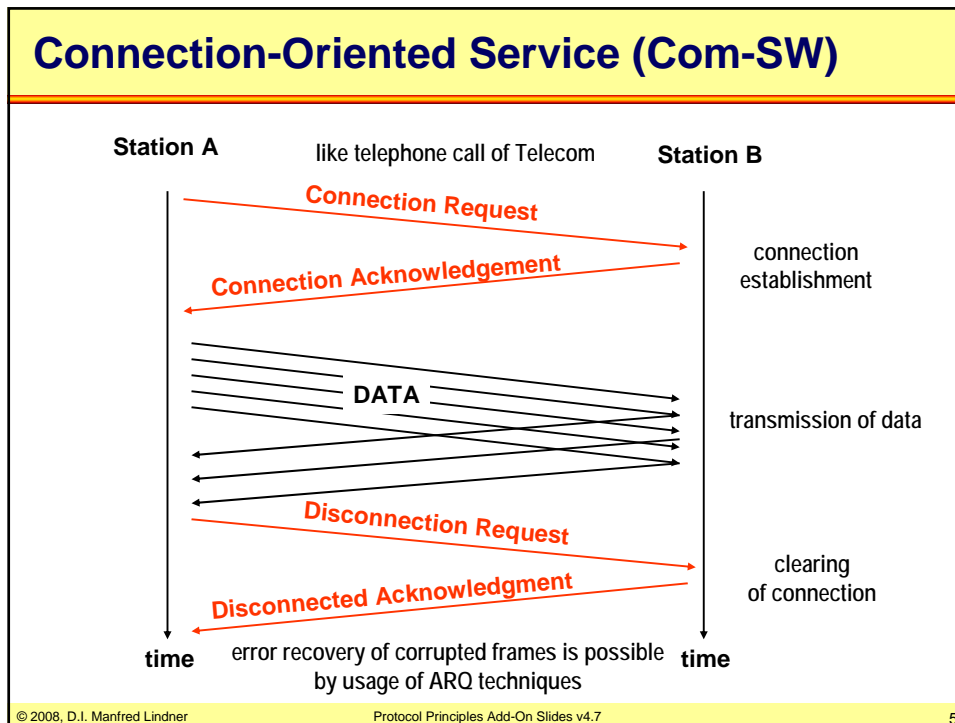 Connection-Oriented Service (Com-SW)
Station A
like telephone call of Telecom
Station B
Connection Request
connection
establishment
Connection Acknowledgement
DATA
transmission of data
Disconnection Request
clearing
of connection
Disconnected Acknowledgment
time
error recovery of corrupted frames is possible
by usage of ARQ techniques
time
© 2008, D.I. Manfred Lindner
Protocol Principles Add-On Slides v4.7
5